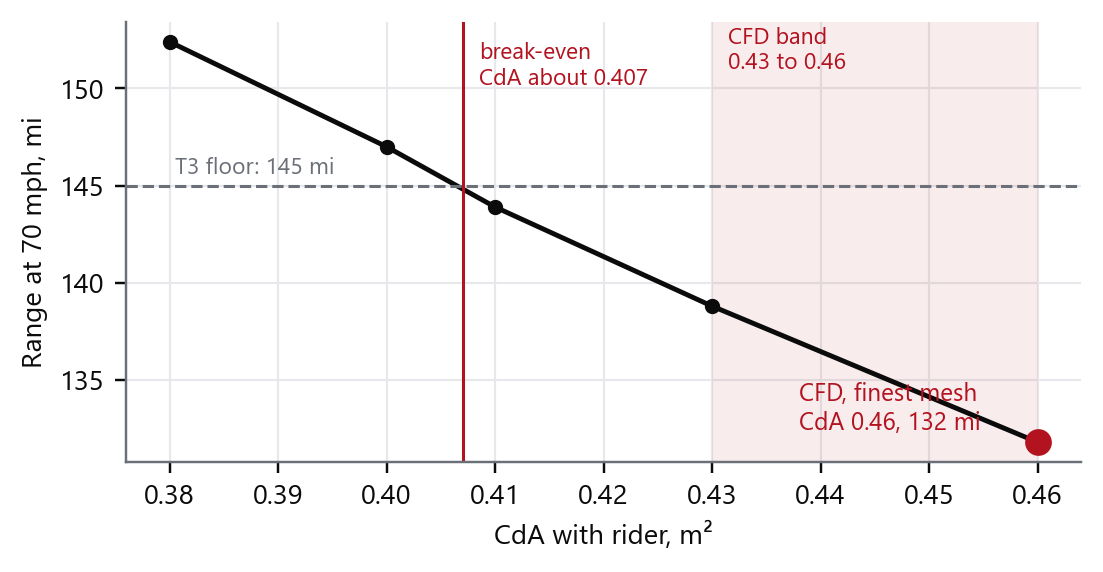 CFD band
0.43 to 0.46
break-even
CdA about 0.407
T3 floor: 145 mi
CFD, finest mesh
CdA 0.46, 132 mi
Range at 70 mph, mi
150
145
140
135
0.38 0.39 0.40 0.41 0.42 0.43 0.44 0.45 0.46
CdA with rider, m²